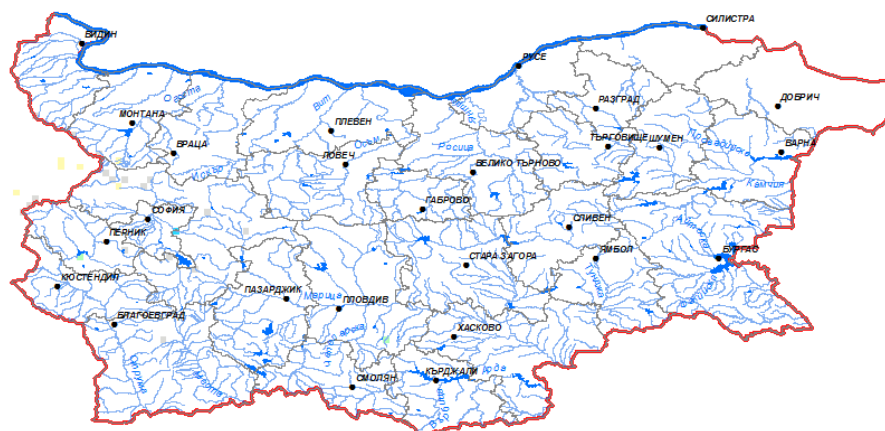 СИЛИСТРА
ВИДИН
РУСЕ
ДОБРИЧ
РАЗГРАД
Огоста
Вит
МОНТАНА
ПЛЕВЕН
ТЪРГОВИЩЕ
ШУМЕН
ВАРНА
ВРАЦА
Осъм
Росица
ЛОВЕЧ
Искър
ВЕЛИКО ТЪРНОВО
Камчия
ГАБРОВО
СОФИЯ
СЛИВЕН
ПЕРНИК
СТАРА ЗАГОРА
ЯМБОЛ
БУРГАС
КЮСТЕНДИЛ
Тунджа
ПАЗАРДЖИК
Марица
ПЛОВДИВ
БЛАГОЕВГРАД
ХАСКОВО
Струма
Места
СМОЛЯН
КЪРДЖАЛИ